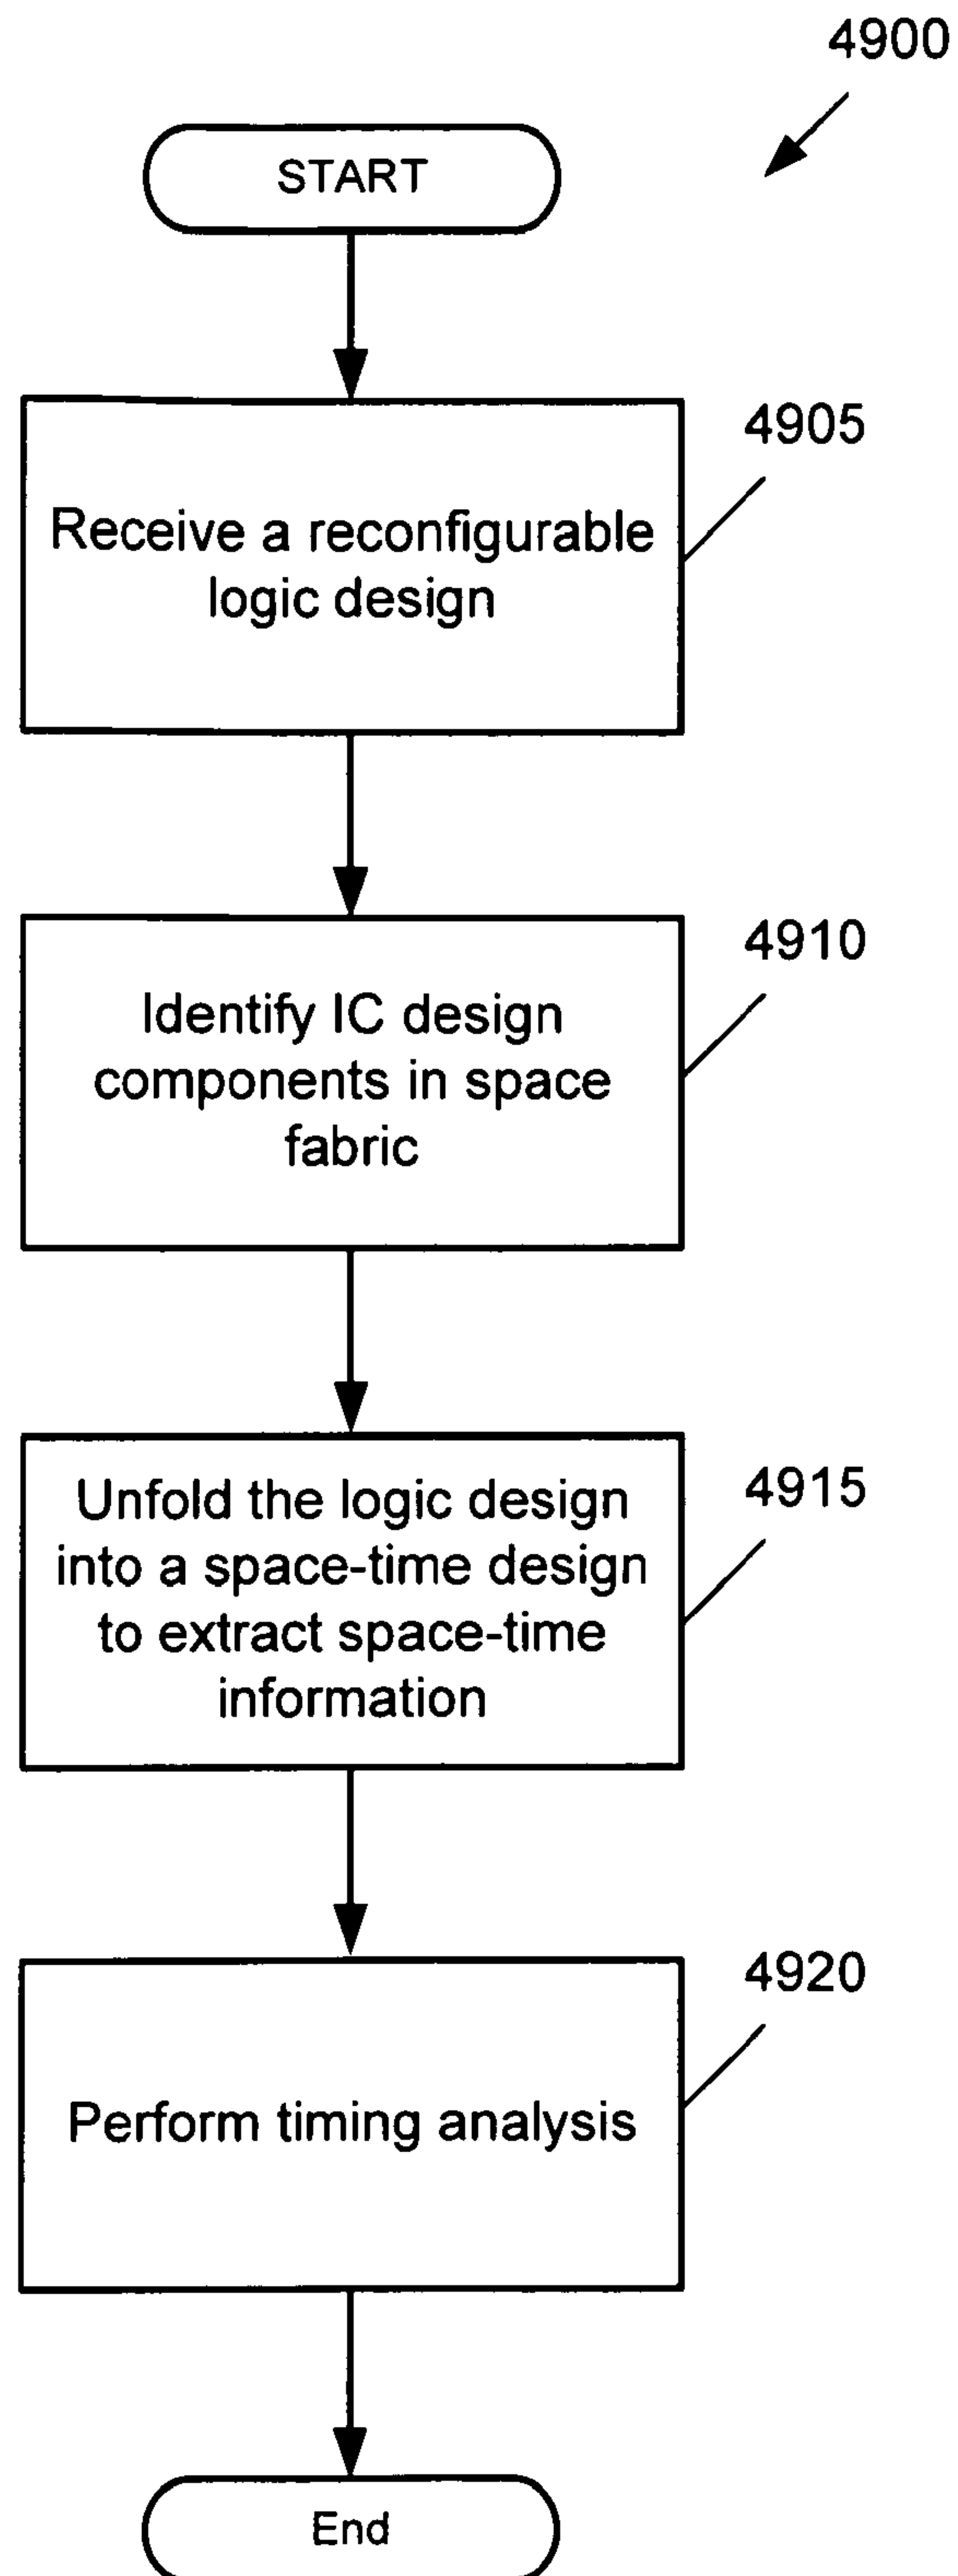 4900
START
4905
Receive a reconfigurable
logic design
4910
Identify IC design
components in space
fabric
4915
Unfold the logic design
into a space-time design
to extract space-time
information
4920
Perform timing analysis
End